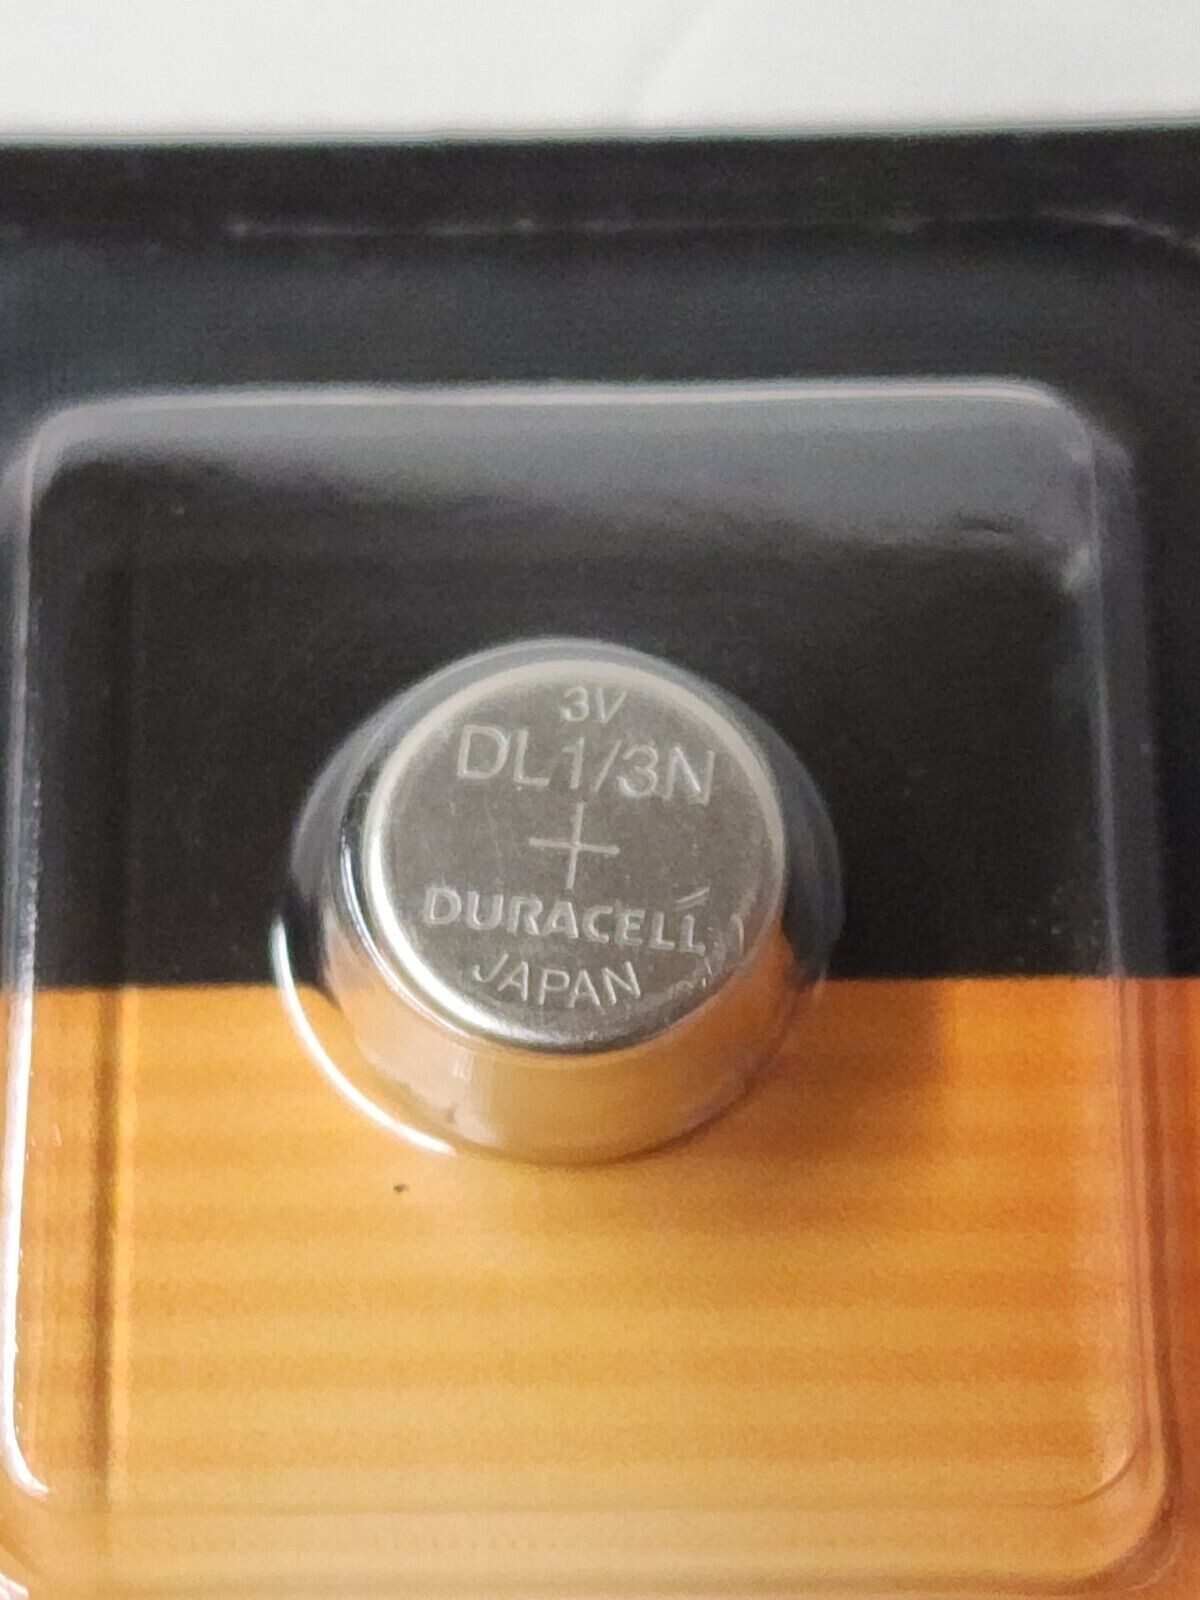 3V
DL1/3N
+
DURACELL
JAPAN